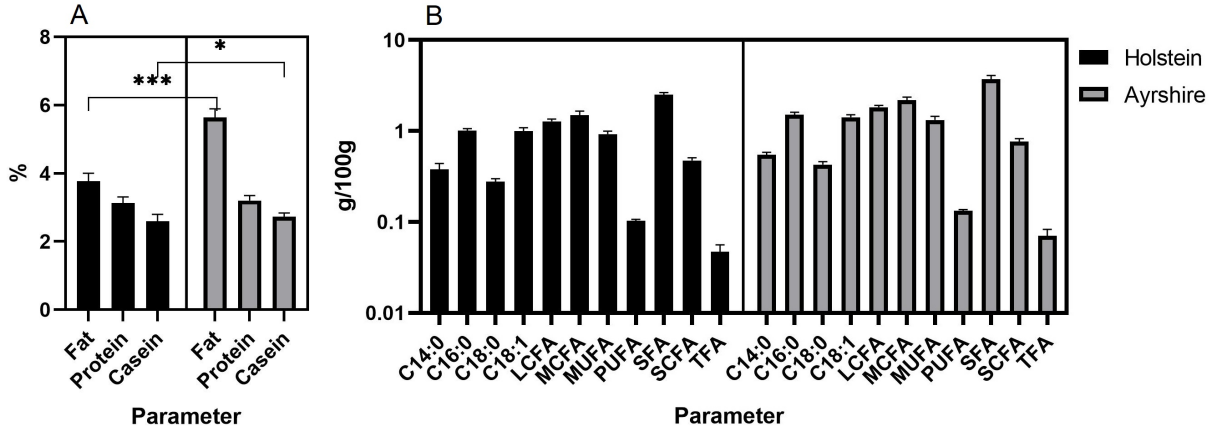 A
B
8
6
4
2
0
%
***
*
Fat
Protein
Casein
Fat
Protein
Casein
Parameter
10
1
0.1
0.01
g/100g
C14:0
C16:0
C18:0
C18:1
LCFA
MCFA
MUFA
PUFA
SFA
SCFA
TFA
C14:0
C16:0
C18:0
C18:1
LCFA
MCFA
MUFA
PUFA
SFA
SCFA
TFA
Parameter
Holstein
Ayrshire